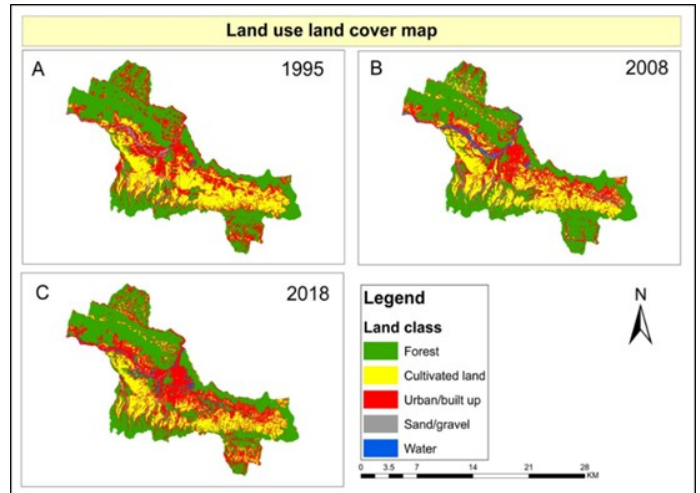 Land use land cover map
A
1995
B
2008
C
2018
Legend
Land class
Forest
Cultivated land
Urban/built up
Sand/gravel
Water
N
0 3.5 7 14 21 28
KM